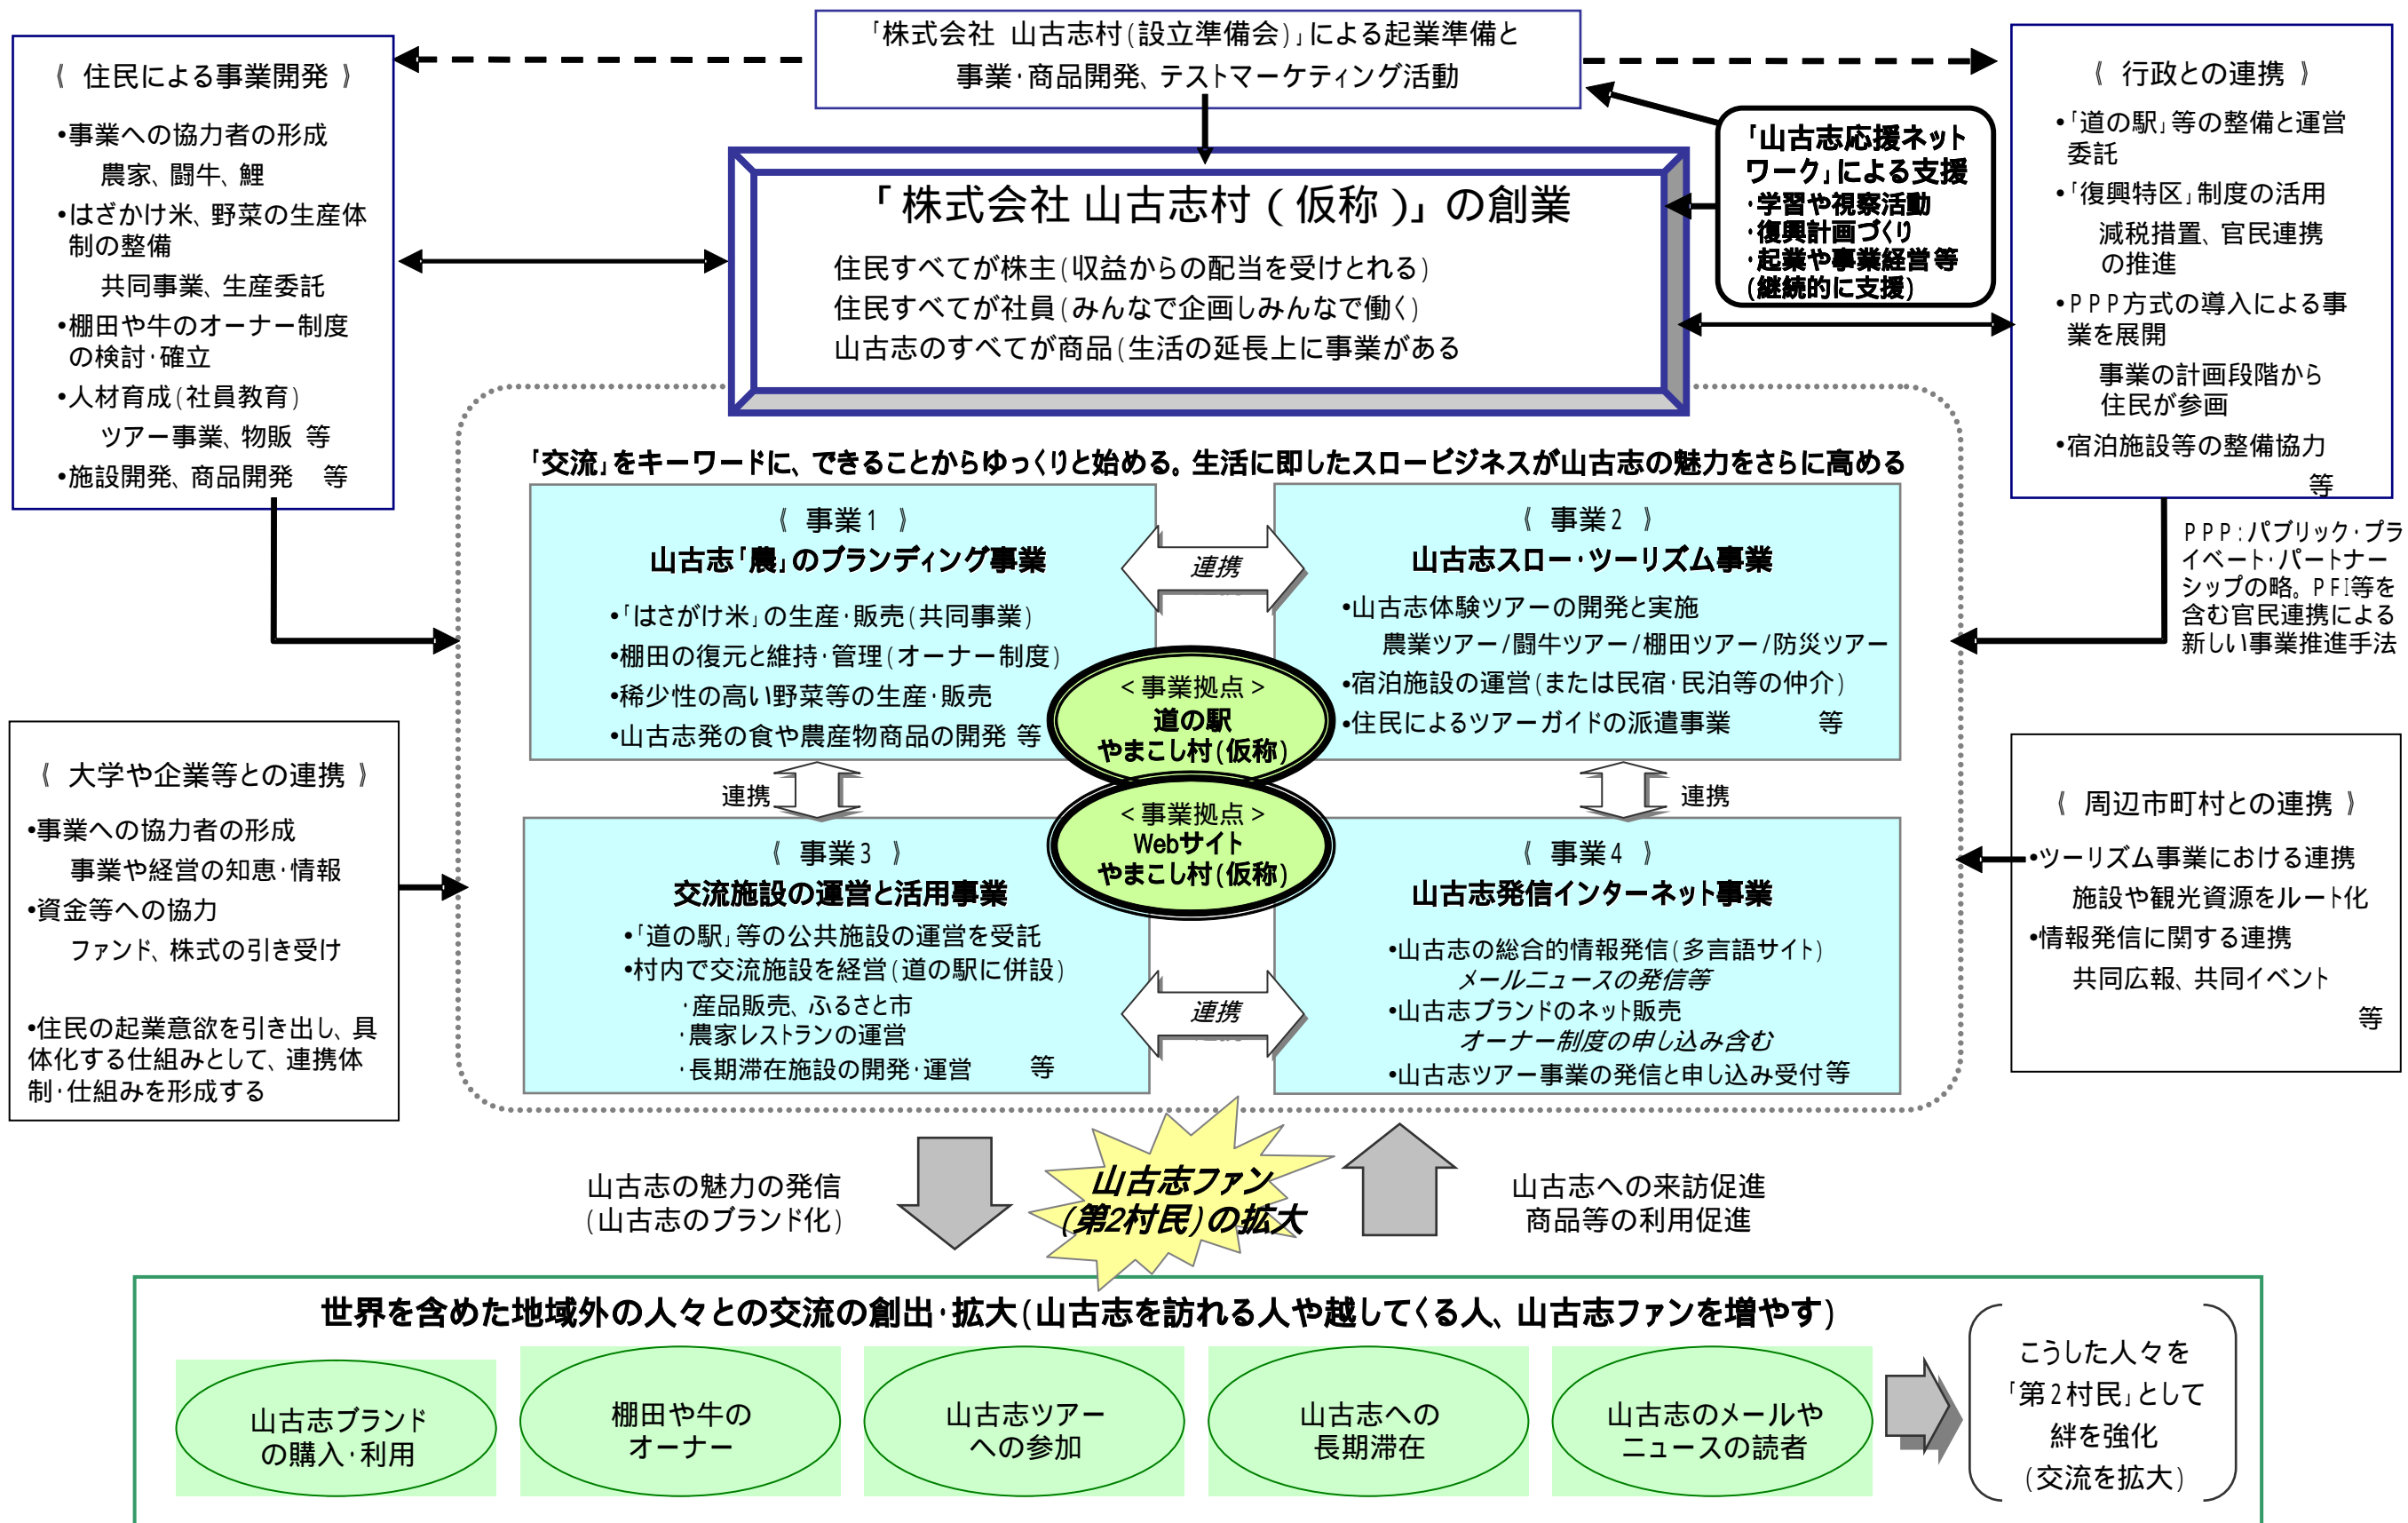 「株式会社 山古志村(設立準備会)」による起業準備と
事業・商品開発、テストマーケティング活動
《 住民による事業開発 》
•事業への協力者の形成
農家、闘牛、鯉
•はざかけ米、野菜の生産体
制の整備
共同事業、生産委託
•棚田や牛のオーナー制度
の検討・確立
•人材育成(社員教育)
ツアー事業、物販 等
•施設開発、商品開発 等
「株式会社 山古志村(仮称)」の創業
住民すべてが株主(収益からの配当を受けとれる)
住民すべてが社員(みんなで企画しみんなで働く)
山古志のすべてが商品(生活の延長上に事業がある
「山古志応援ネット
ワーク」による支援
・学習や視察活動
・復興計画づくり
・起業や事業経営等
(継続的に支援)
《 行政との連携 》
•「道の駅」等の整備と運営
委託
•「復興特区」制度の活用
減税措置、官民連携
の推進
•PPP方式の導入による事
業を展開
事業の計画段階から
住民が参画
•宿泊施設等の整備協力
等
PPP:パブリック・プラ
イベート・パートナー
シップの略。PFI等を
含む官民連携による
新しい事業推進手法
「交流」をキーワードに、できることからゆっくりと始める。生活に即したスロービジネスが山古志の魅力をさらに高める
《 事業1 》
山古志「農」のブランディング事業
•「はさがけ米」の生産・販売(共同事業)
•棚田の復元と維持・管理(オーナー制度)
•稀少性の高い野菜等の生産・販売
•山古志発の食や農産物商品の開発 等
連携
《 事業2 》
山古志スロー・ツーリズム事業
•山古志体験ツアーの開発と実施
農業ツアー/闘牛ツアー/棚田ツアー/防災ツアー
•宿泊施設の運営(または民宿・民泊等の仲介)
•住民によるツアーガイドの派遣事業 等
<事業拠点>
道の駅
やまこし村(仮称)
連携
連携
<事業拠点>
Webサイト
やまこし村(仮称)
《 事業3 》
交流施設の運営と活用事業
•「道の駅」等の公共施設の運営を受託
•村内で交流施設を経営(道の駅に併設)
・産品販売、ふるさと市
・農家レストランの運営
・長期滞在施設の開発・運営 等
連携
《 事業4 》
山古志発信インターネット事業
•山古志の総合的情報発信(多言語サイト)
メールニュースの発信等
•山古志ブランドのネット販売
オーナー制度の申し込み含む
•山古志ツアー事業の発信と申し込み受付等
《 大学や企業等との連携 》
•事業への協力者の形成
事業や経営の知恵・情報
•資金等への協力
ファンド、株式の引き受け
•住民の起業意欲を引き出し、具
体化する仕組みとして、連携体
制・仕組みを形成する
《 周辺市町村との連携 》
•ツーリズム事業における連携
施設や観光資源をルート化
•情報発信に関する連携
共同広報、共同イベント
等
山古志の魅力の発信
(山古志のブランド化)
山古志ファン
(第2村民)の拡大
山古志への来訪促進
商品等の利用促進
世界を含めた地域外の人々との交流の創出・拡大(山古志を訪れる人や越してくる人、山古志ファンを増やす)
山古志ブランド
の購入・利用
棚田や牛の
オーナー
山古志ツアー
への参加
山古志への
長期滞在
山古志のメールや
ニュースの読者
こうした人々を
「第2村民」として
絆を強化
(交流を拡大)